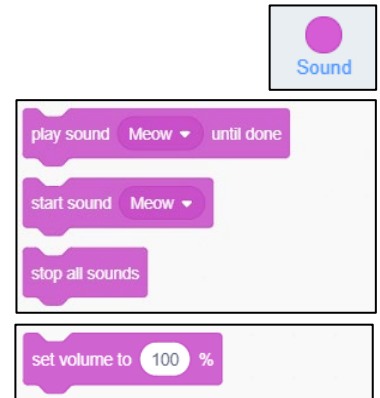 Sound
play sound Meow until done
start sound Meow
stop all sounds
set volume to 100 %